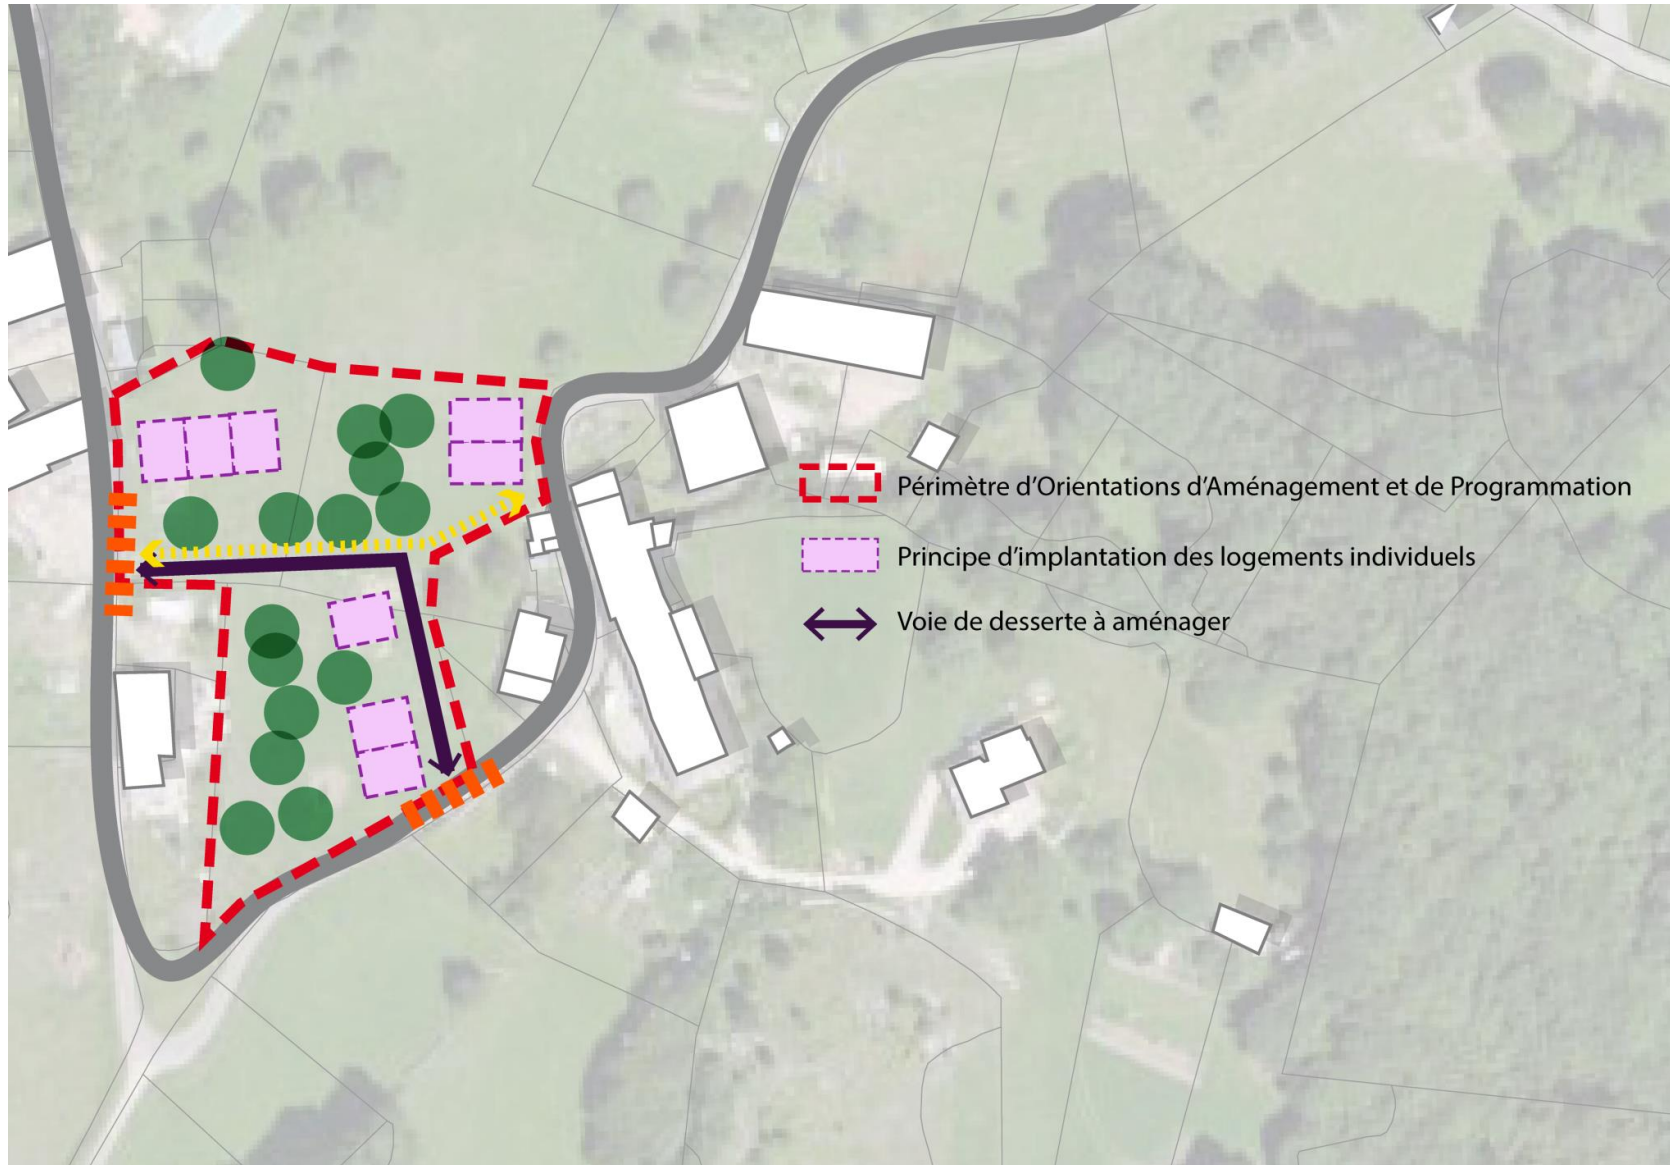 Périmètre d'Orientations d'Aménagement et de Programmation
Principe d'implantation des logements individuels
Voie de desserte à aménager